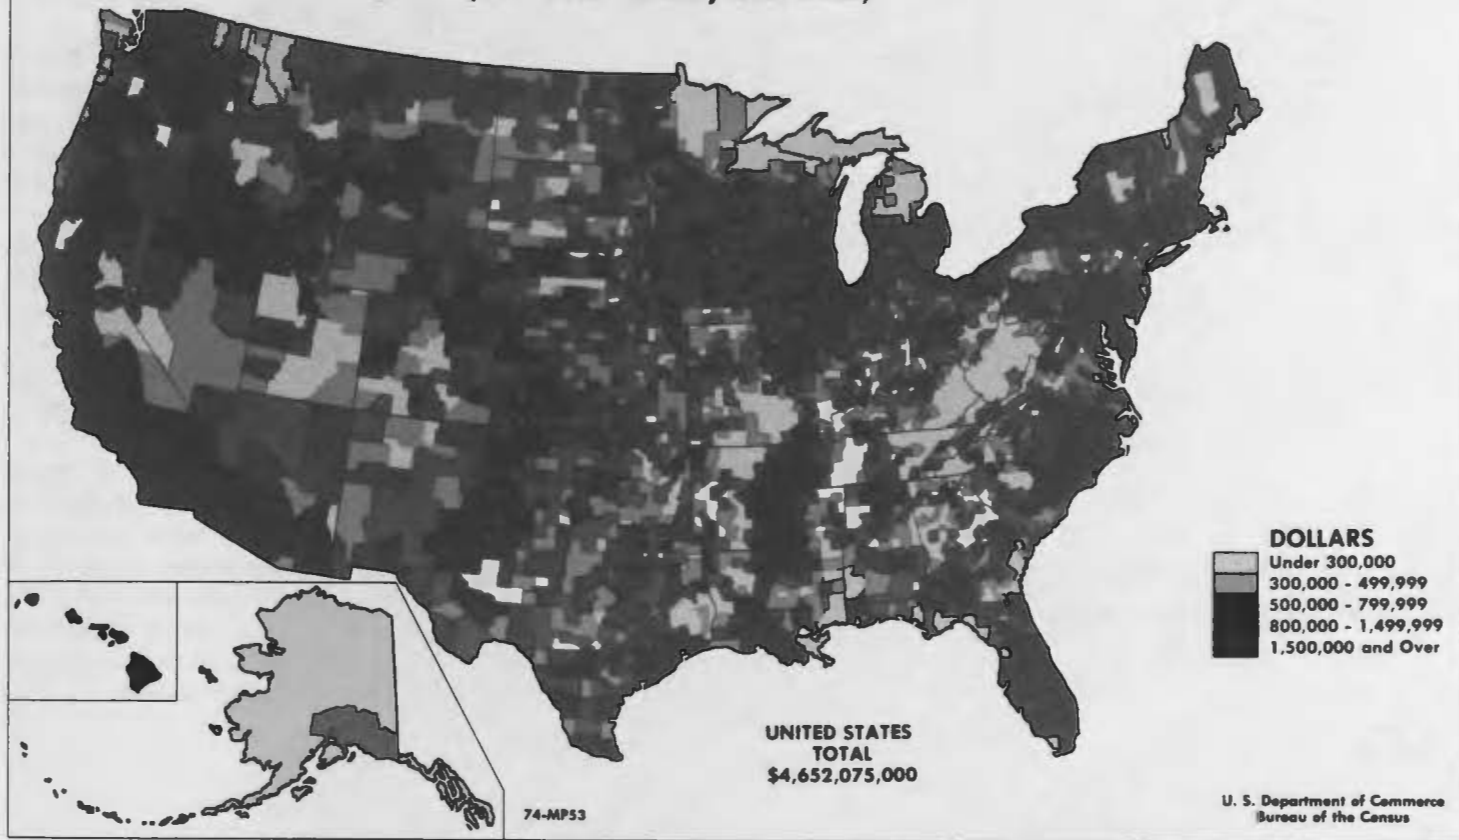 DOLLARS
Under 300,000
300,000 - 499,999
500,000 - 799,999
800,000 - 1,499,999
1,500,000 and Over
UNITED STATES
TOTAL
$4,652,075,000
74-MP53
U. S. Department of Commerce
Bureau of the Census